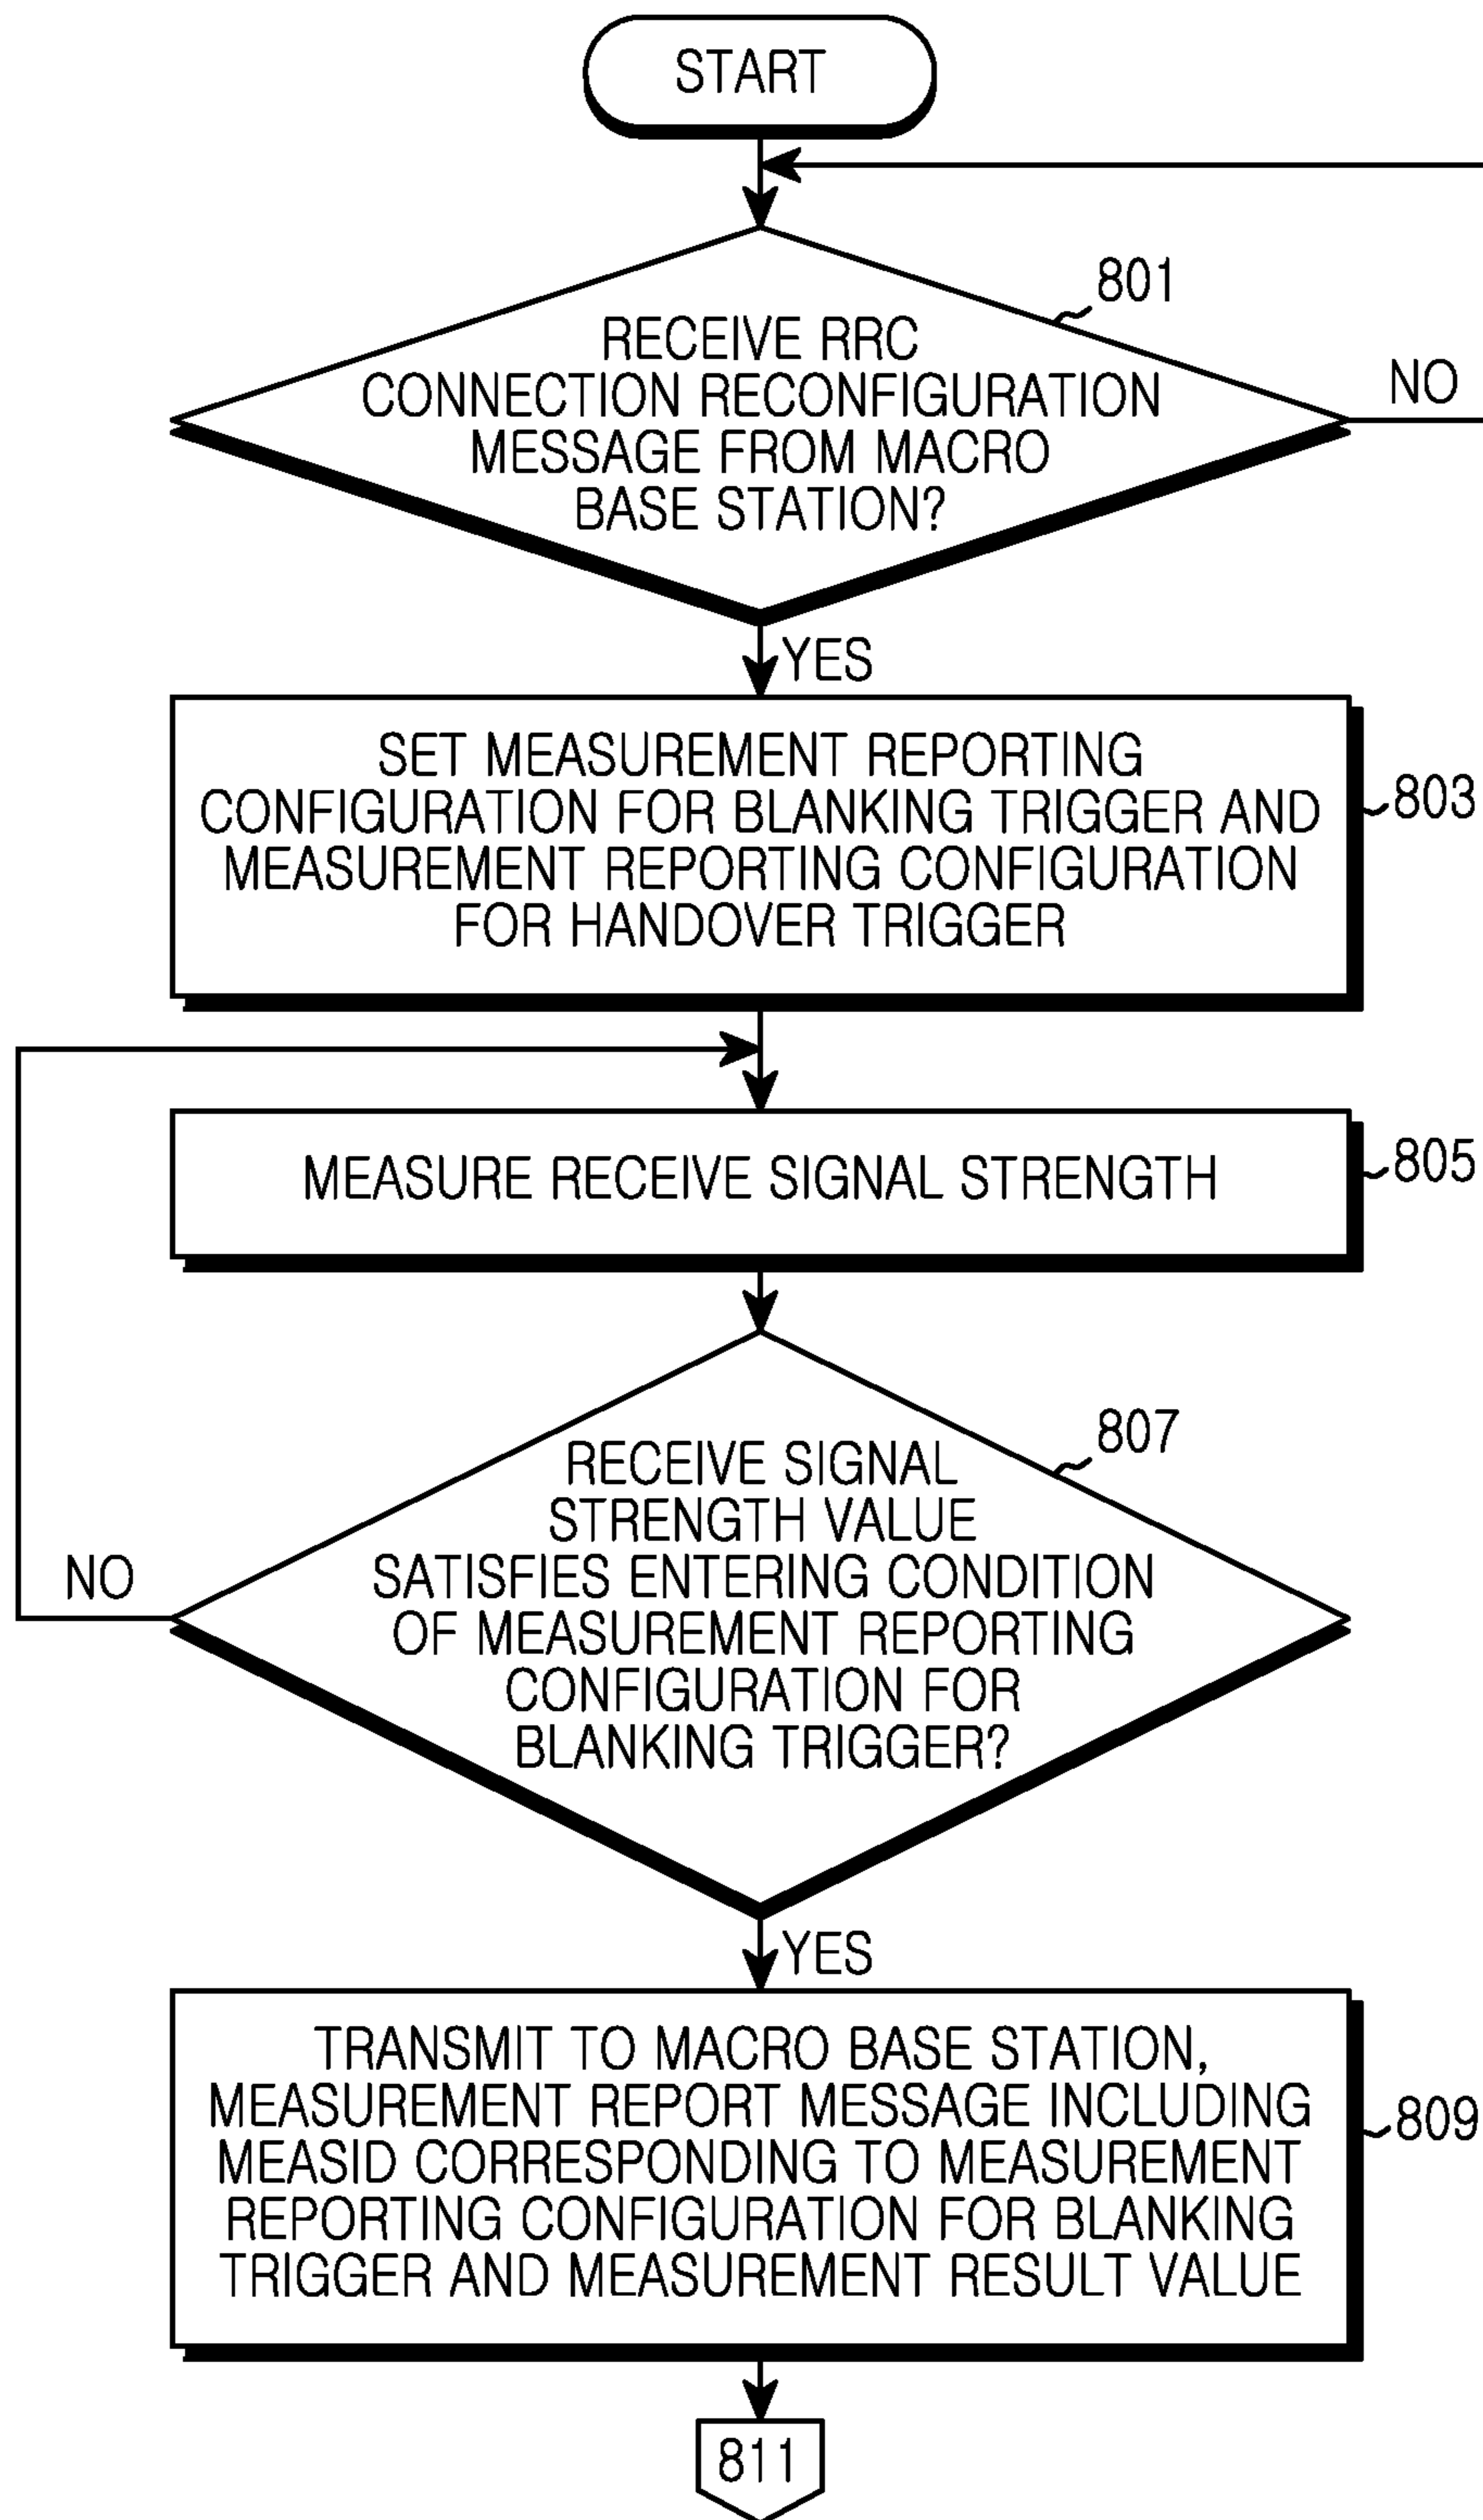 START
801
RECEIVE RRC
CONNECTION RECONFIGURATION
MESSAGE FROM MACRO
BASE STATION?
NO
YES
SET MEASUREMENT REPORTING
CONFIGURATION FOR BLANKING TRIGGER AND
MEASUREMENT REPORTING CONFIGURATION
FOR HANDOVER TRIGGER
803
MEASURE RECEIVE SIGNAL STRENGTH
805
807
RECEIVE SIGNAL
STRENGTH VALUE
SATISFIES ENTERING CONDITION
OF MEASUREMENT REPORTING
CONFIGURATION FOR
BLANKING TRIGGER?
NO
YES
TRANSMIT TO MACRO BASE STATION,
MEASUREMENT REPORT MESSAGE INCLUDING
MEASID CORRESPONDING TO MEASUREMENT
REPORTING CONFIGURATION FOR BLANKING
TRIGGER AND MEASUREMENT RESULT VALUE
809
811